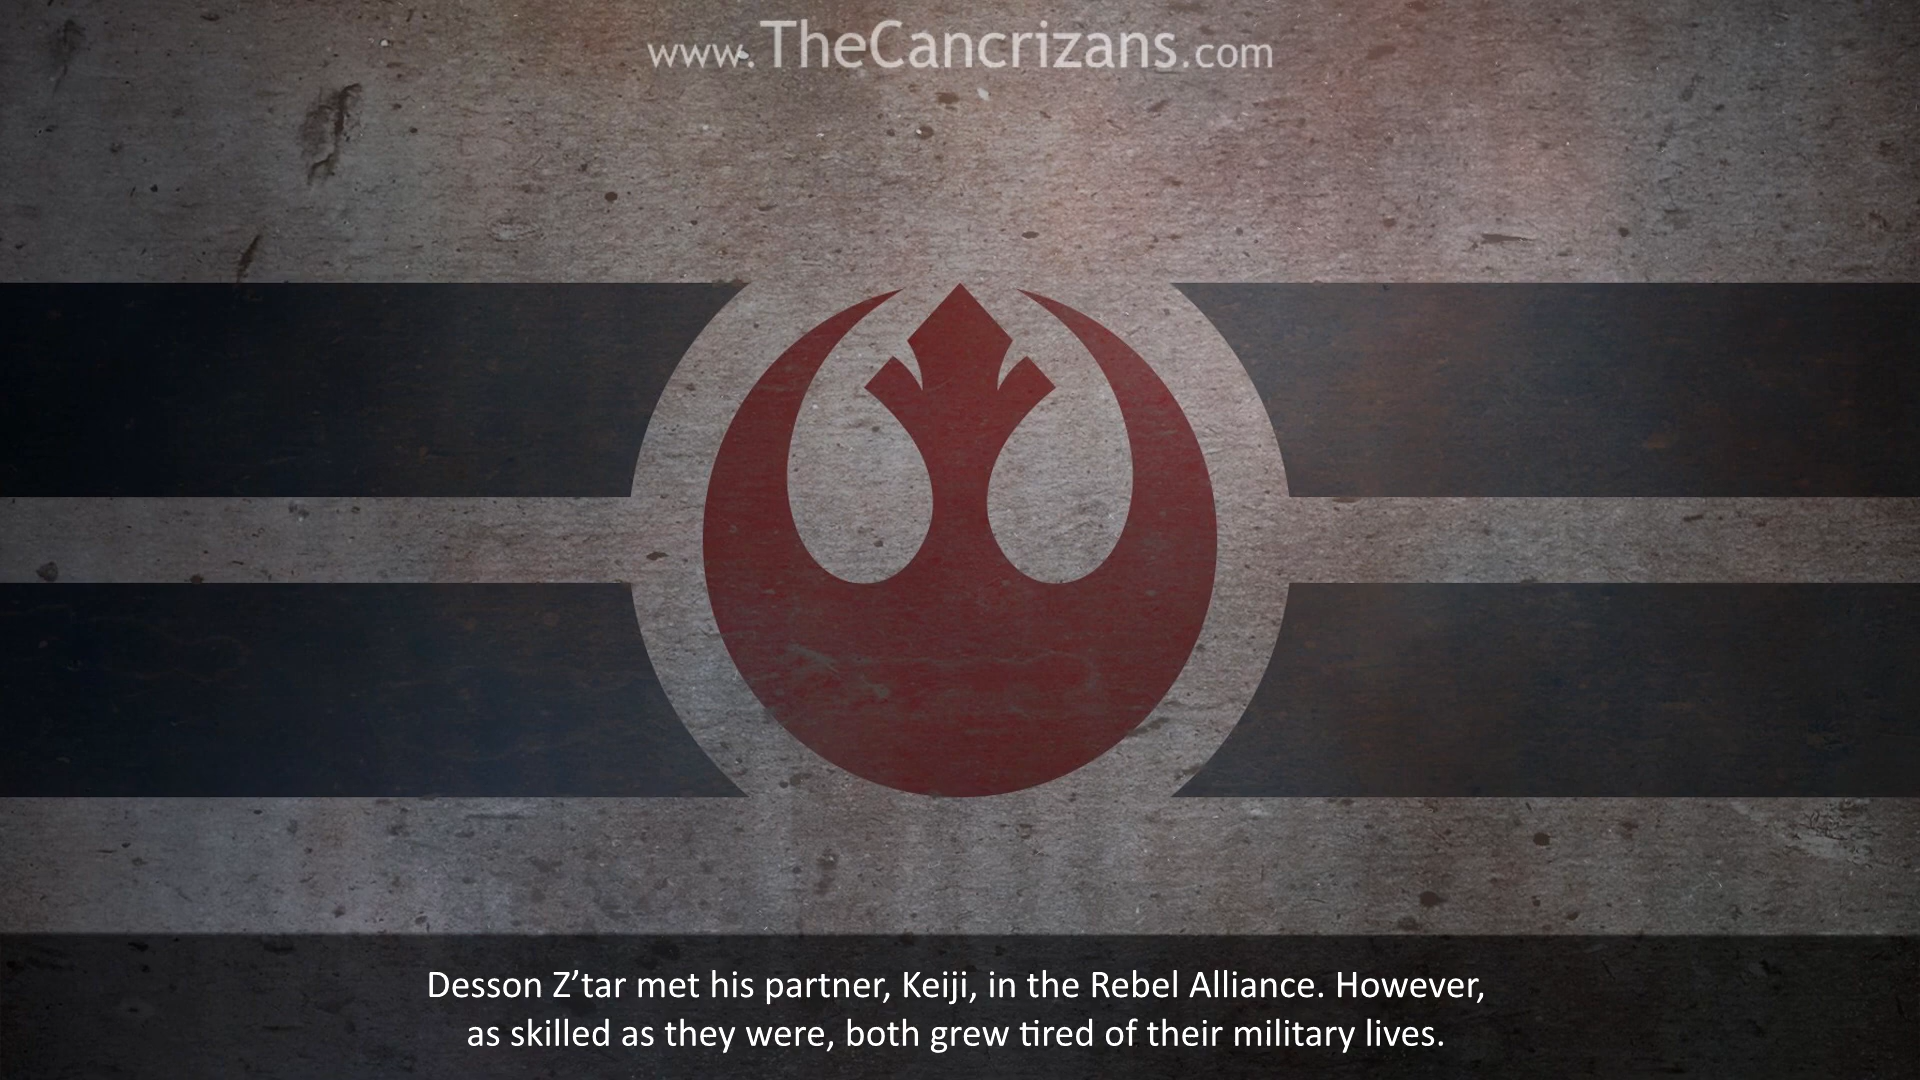 www.TheCancrizans.com
Desson Z’tar met his partner, Keiji, in the Rebel Alliance. However,
as skilled as they were, both grew tired of their military lives.